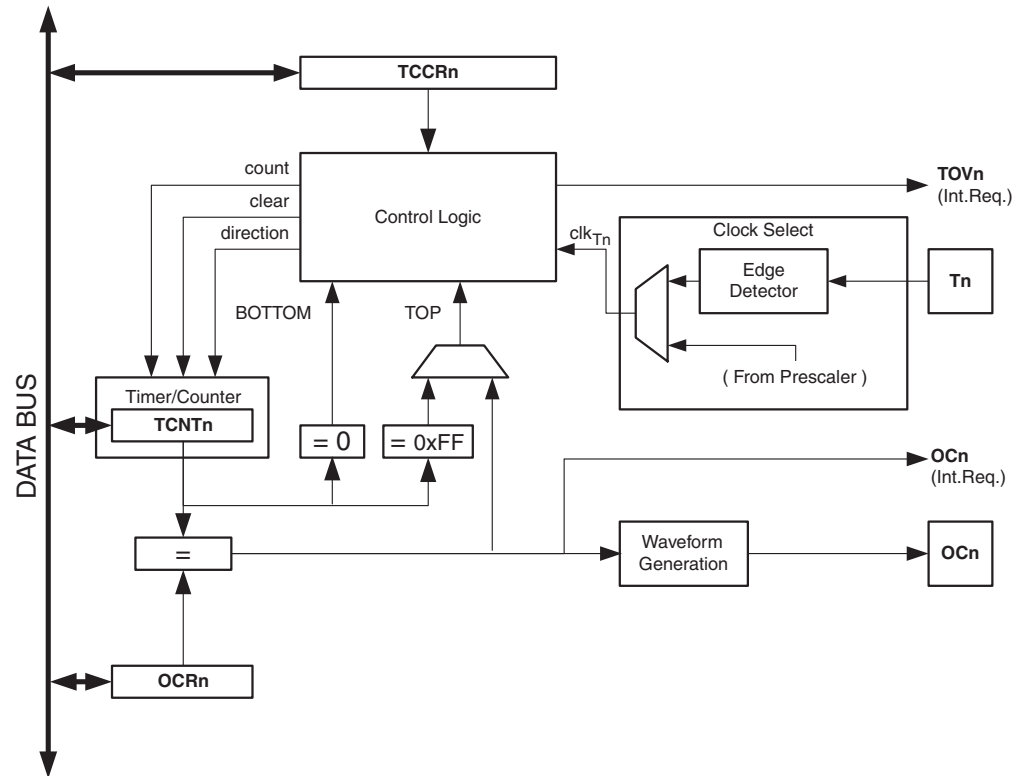 TCCRn
count
clear
direction
Control Logic
TOVn
(Int.Req.)
clkTn
Clock Select
Edge
Detector
Tn
( From Prescaler )
BOTTOM
TOP
Timer/Counter
TCNTn
= 0
= 0xFF
DATA BUS
OCn
(Int.Req.)
=
Waveform
Generation
OCn
OCRn